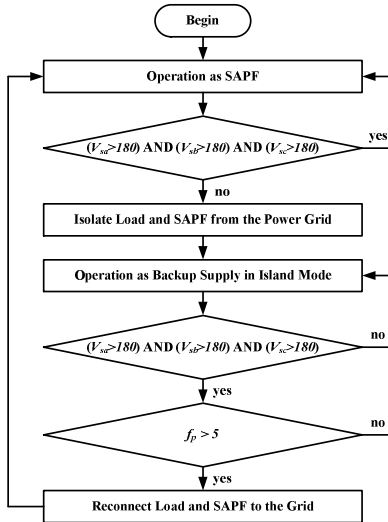 Begin
Operation as SAPF
(Vsa>180) AND (Vsb>180) AND (Vsc>180)
yes
no
Isolate Load and SAPF from the Power Grid
Operation as Backup Supply in Island Mode
(Vsa>180) AND (Vsb>180) AND (Vsc>180)
no
yes
fp > 5
no
yes
Reconnect Load and SAPF to the Grid